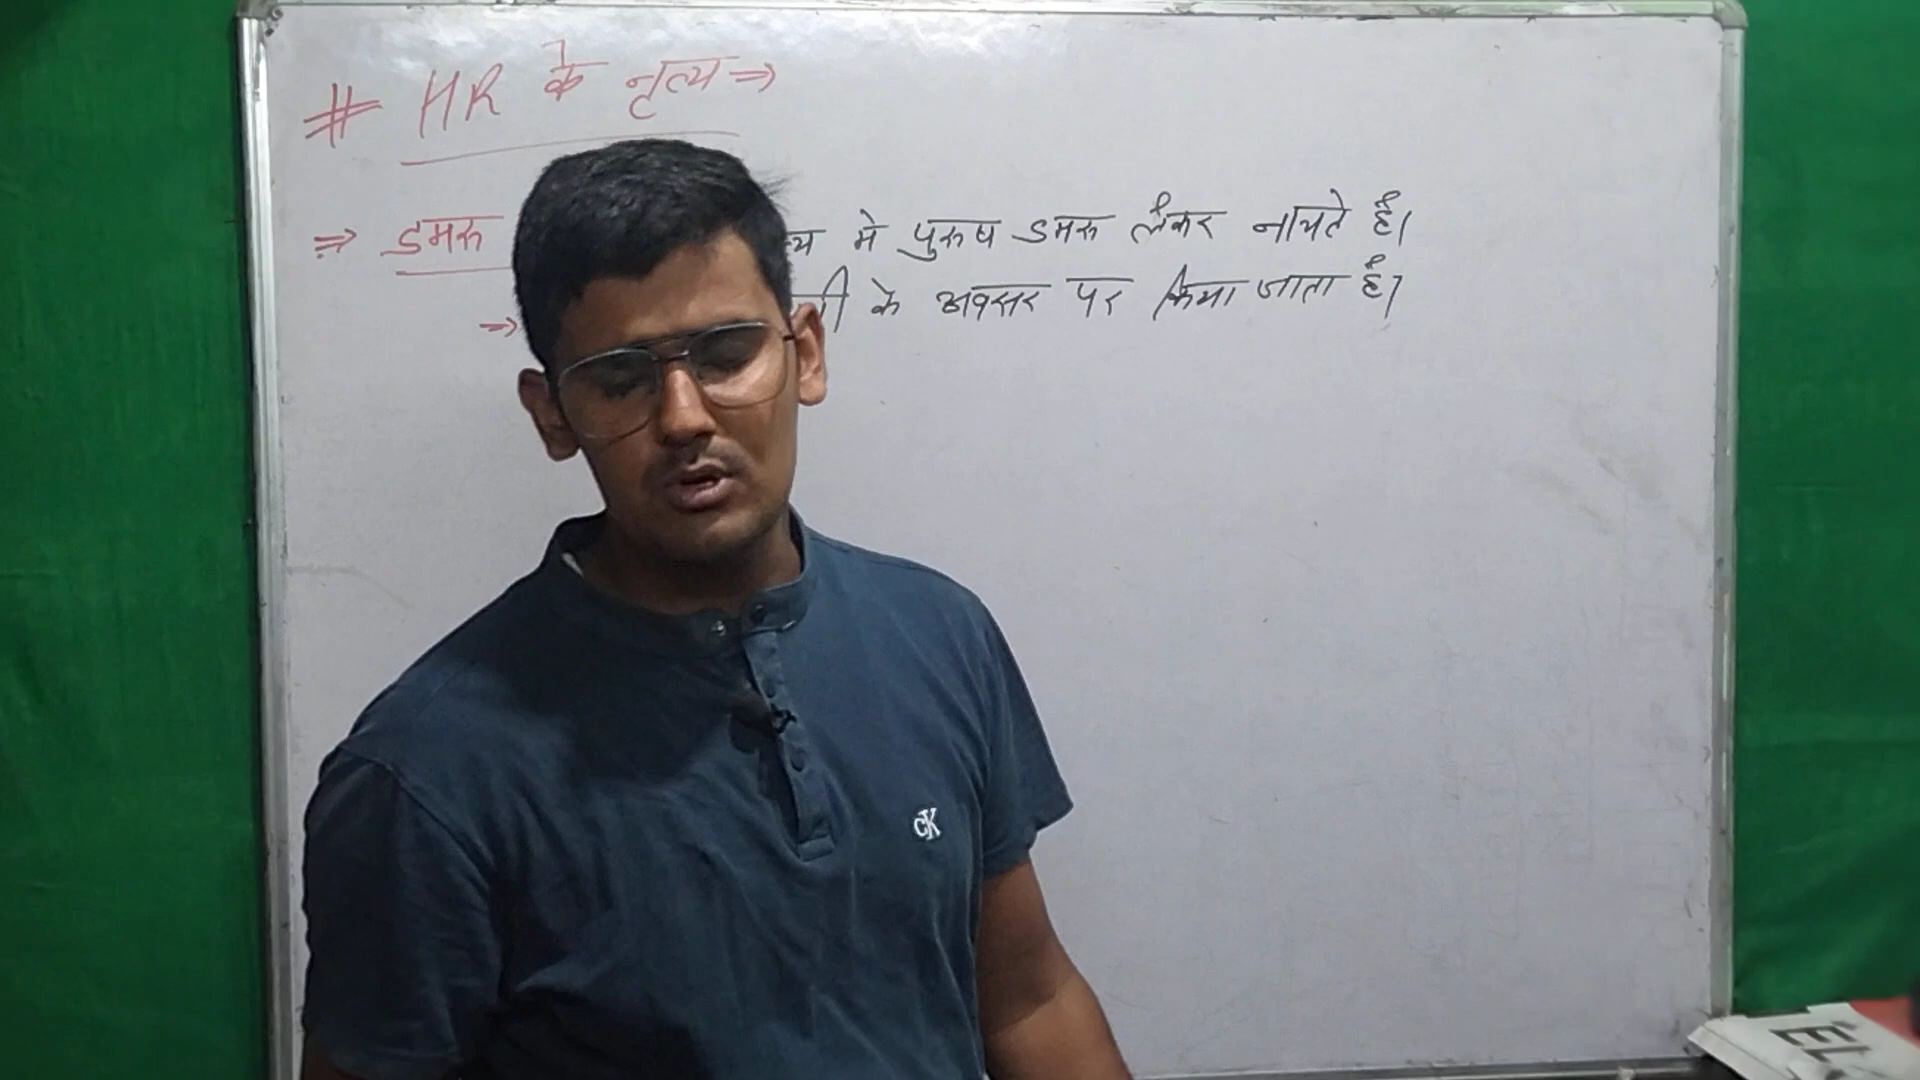 # HR के नृत्य ⇒
⇒ डमरू मे पुरुष डमरू लेकर नाचते है।
⇒ के अवसर पर किया जाता है।
CK
EL